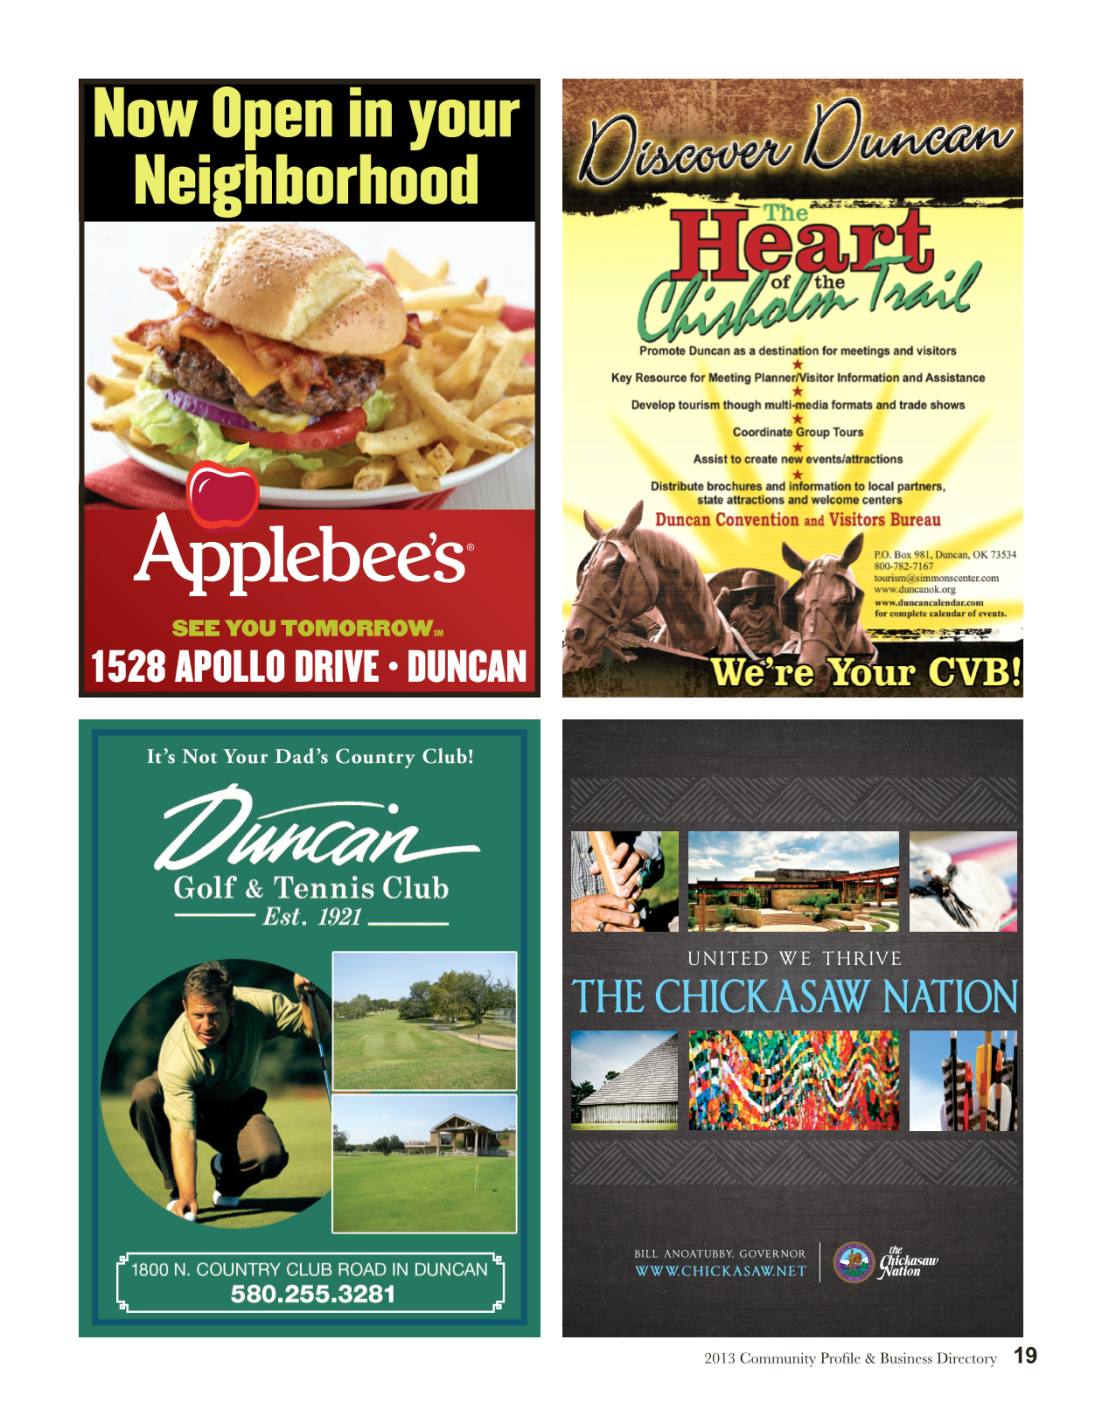 Now Open in your
Neighborhood
Applebee's®
SEE YOU TOMORROW℠
1528 APOLLO DRIVE • DUNCAN
Discover Duncan
The
Heart
of the
Chisholm Trail
Promote Duncan as a destination for meetings and visitors
Key Resource for Meeting Planner/Visitor Information and Assistance
Develop tourism though multi-media formats and trade shows
Coordinate Group Tours
Assist to create new events/attractions
Distribute brochures and information to local partners,
state attractions and welcome centers
Duncan Convention and Visitors Bureau
P.O. Box 981, Duncan, OK 73534
800-782-7167
tourism@simmonscenter.com
www.duncanok.org
www.duncancalendar.com
for complete calendar of events.
We're Your CVB!
It's Not Your Dad's Country Club!
Duncan
Golf & Tennis Club
Est. 1921
1800 N. COUNTRY CLUB ROAD IN DUNCAN
580.255.3281
UNITED WE THRIVE
THE CHICKASAW NATION
BILL ANOATUBBY, GOVERNOR
WWW.CHICKASAW.NET
the
Chickasaw
Nation
2013 Community Profile & Business Directory 19